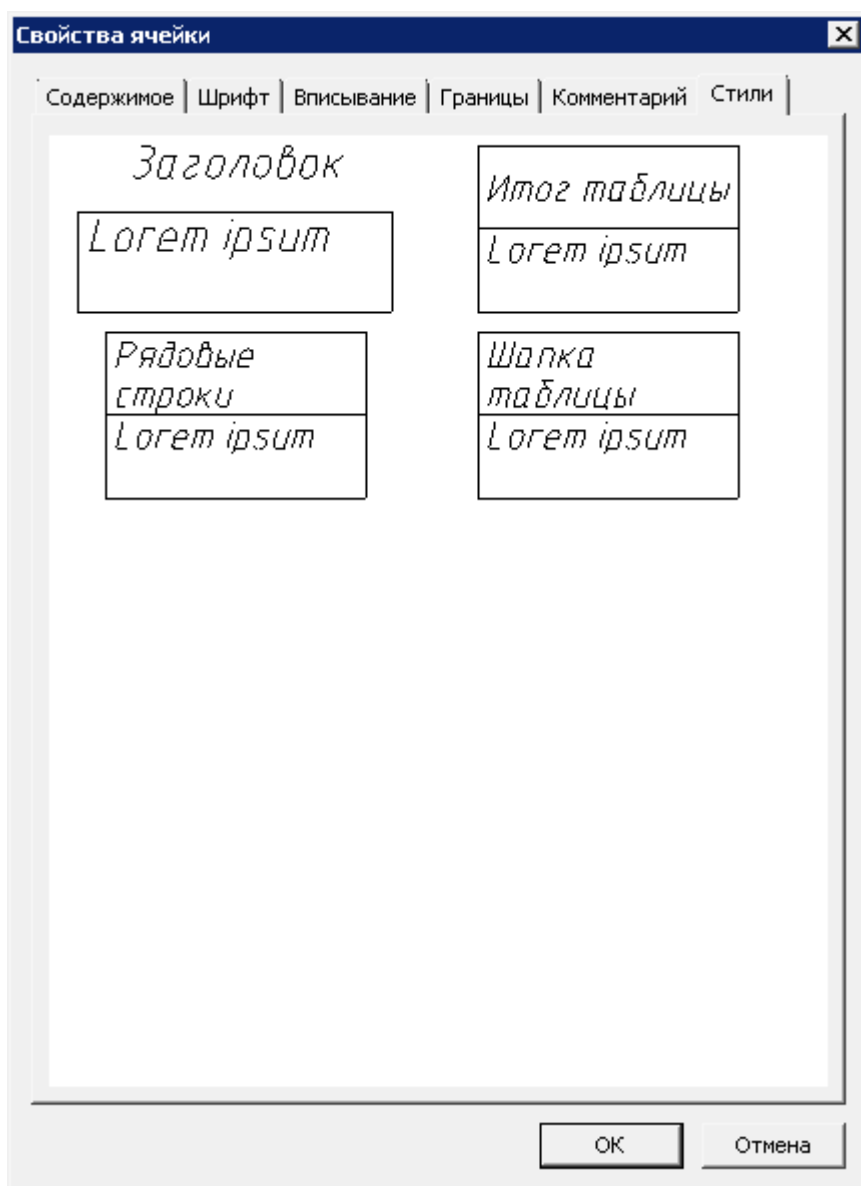 Свойства ячейки
Содержимое Шрифт Вписывание Границы Комментарий Стили
Заголовок
Lorem ipsum
Итог таблицы
Lorem ipsum
Рядовые
строки
Lorem ipsum
Шапка
таблицы
Lorem ipsum
OK Отмена